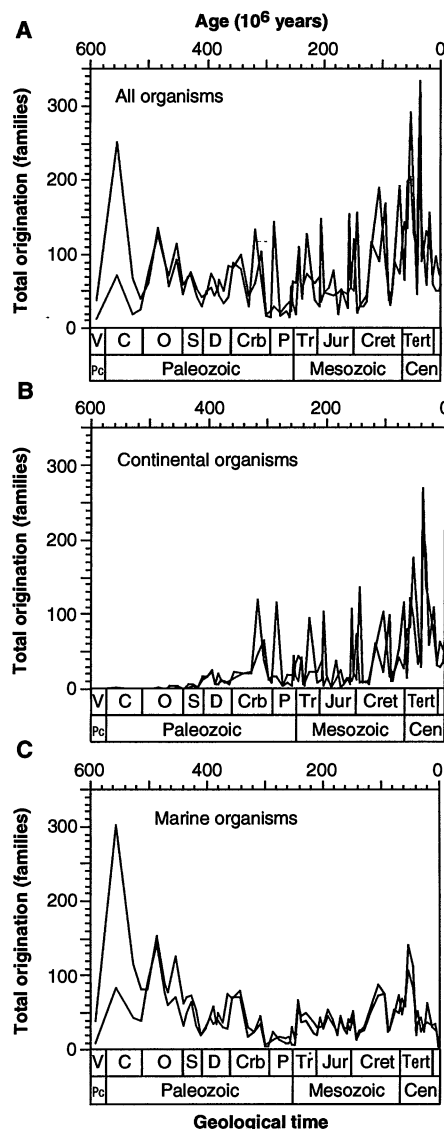 A
Age (10⁶ years)
600 400 200 0
Total origination (families)
300
200
100
0
All organisms
V C O S D Crb P Tr Jur Cret Tert
Pc Paleozoic Mesozoic Cen
B
600 400 200 0
Total origination (families)
300
200
100
0
Continental organisms
V C O S D Crb P Tr Jur Cret Tert
Pc Paleozoic Mesozoic Cen
C
600 400 200 0
Total origination (families)
300
200
100
0
Marine organisms
V C O S D Crb P Tr Jur Cret Tert
Pc Paleozoic Mesozoic Cen
Geological time